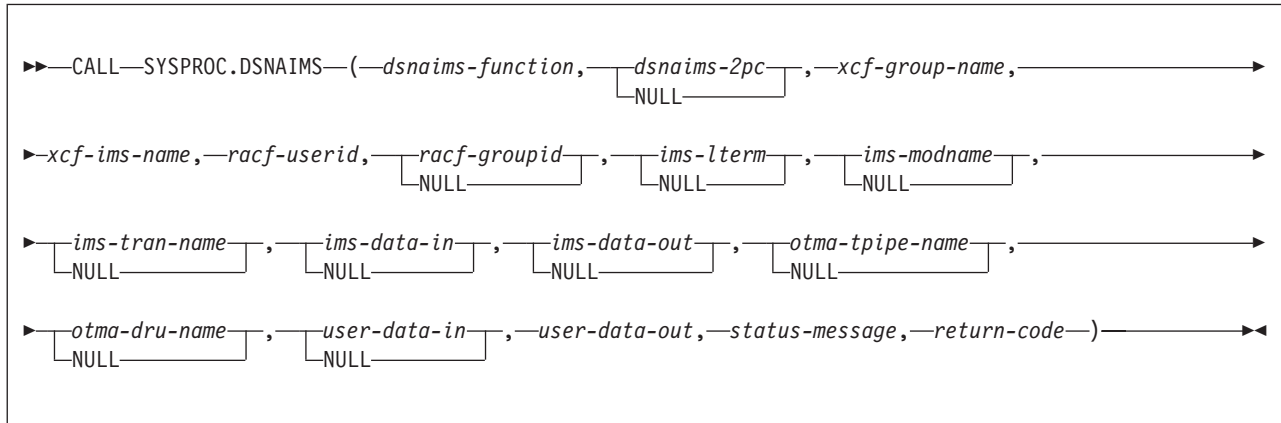 CALL SYSPROC.DSNAIMS ( dsnaims-function, dsnaims-2pc , xcf-group-name,
NULL
xcf-ims-name, racf-userid, racf-groupid , ims-lterm , ims-modname ,
NULL NULL NULL
ims-tran-name , ims-data-in , ims-data-out , otma-tpipe-name ,
NULL NULL NULL NULL
otma-dru-name , user-data-in , user-data-out, status-message, return-code )
NULL NULL